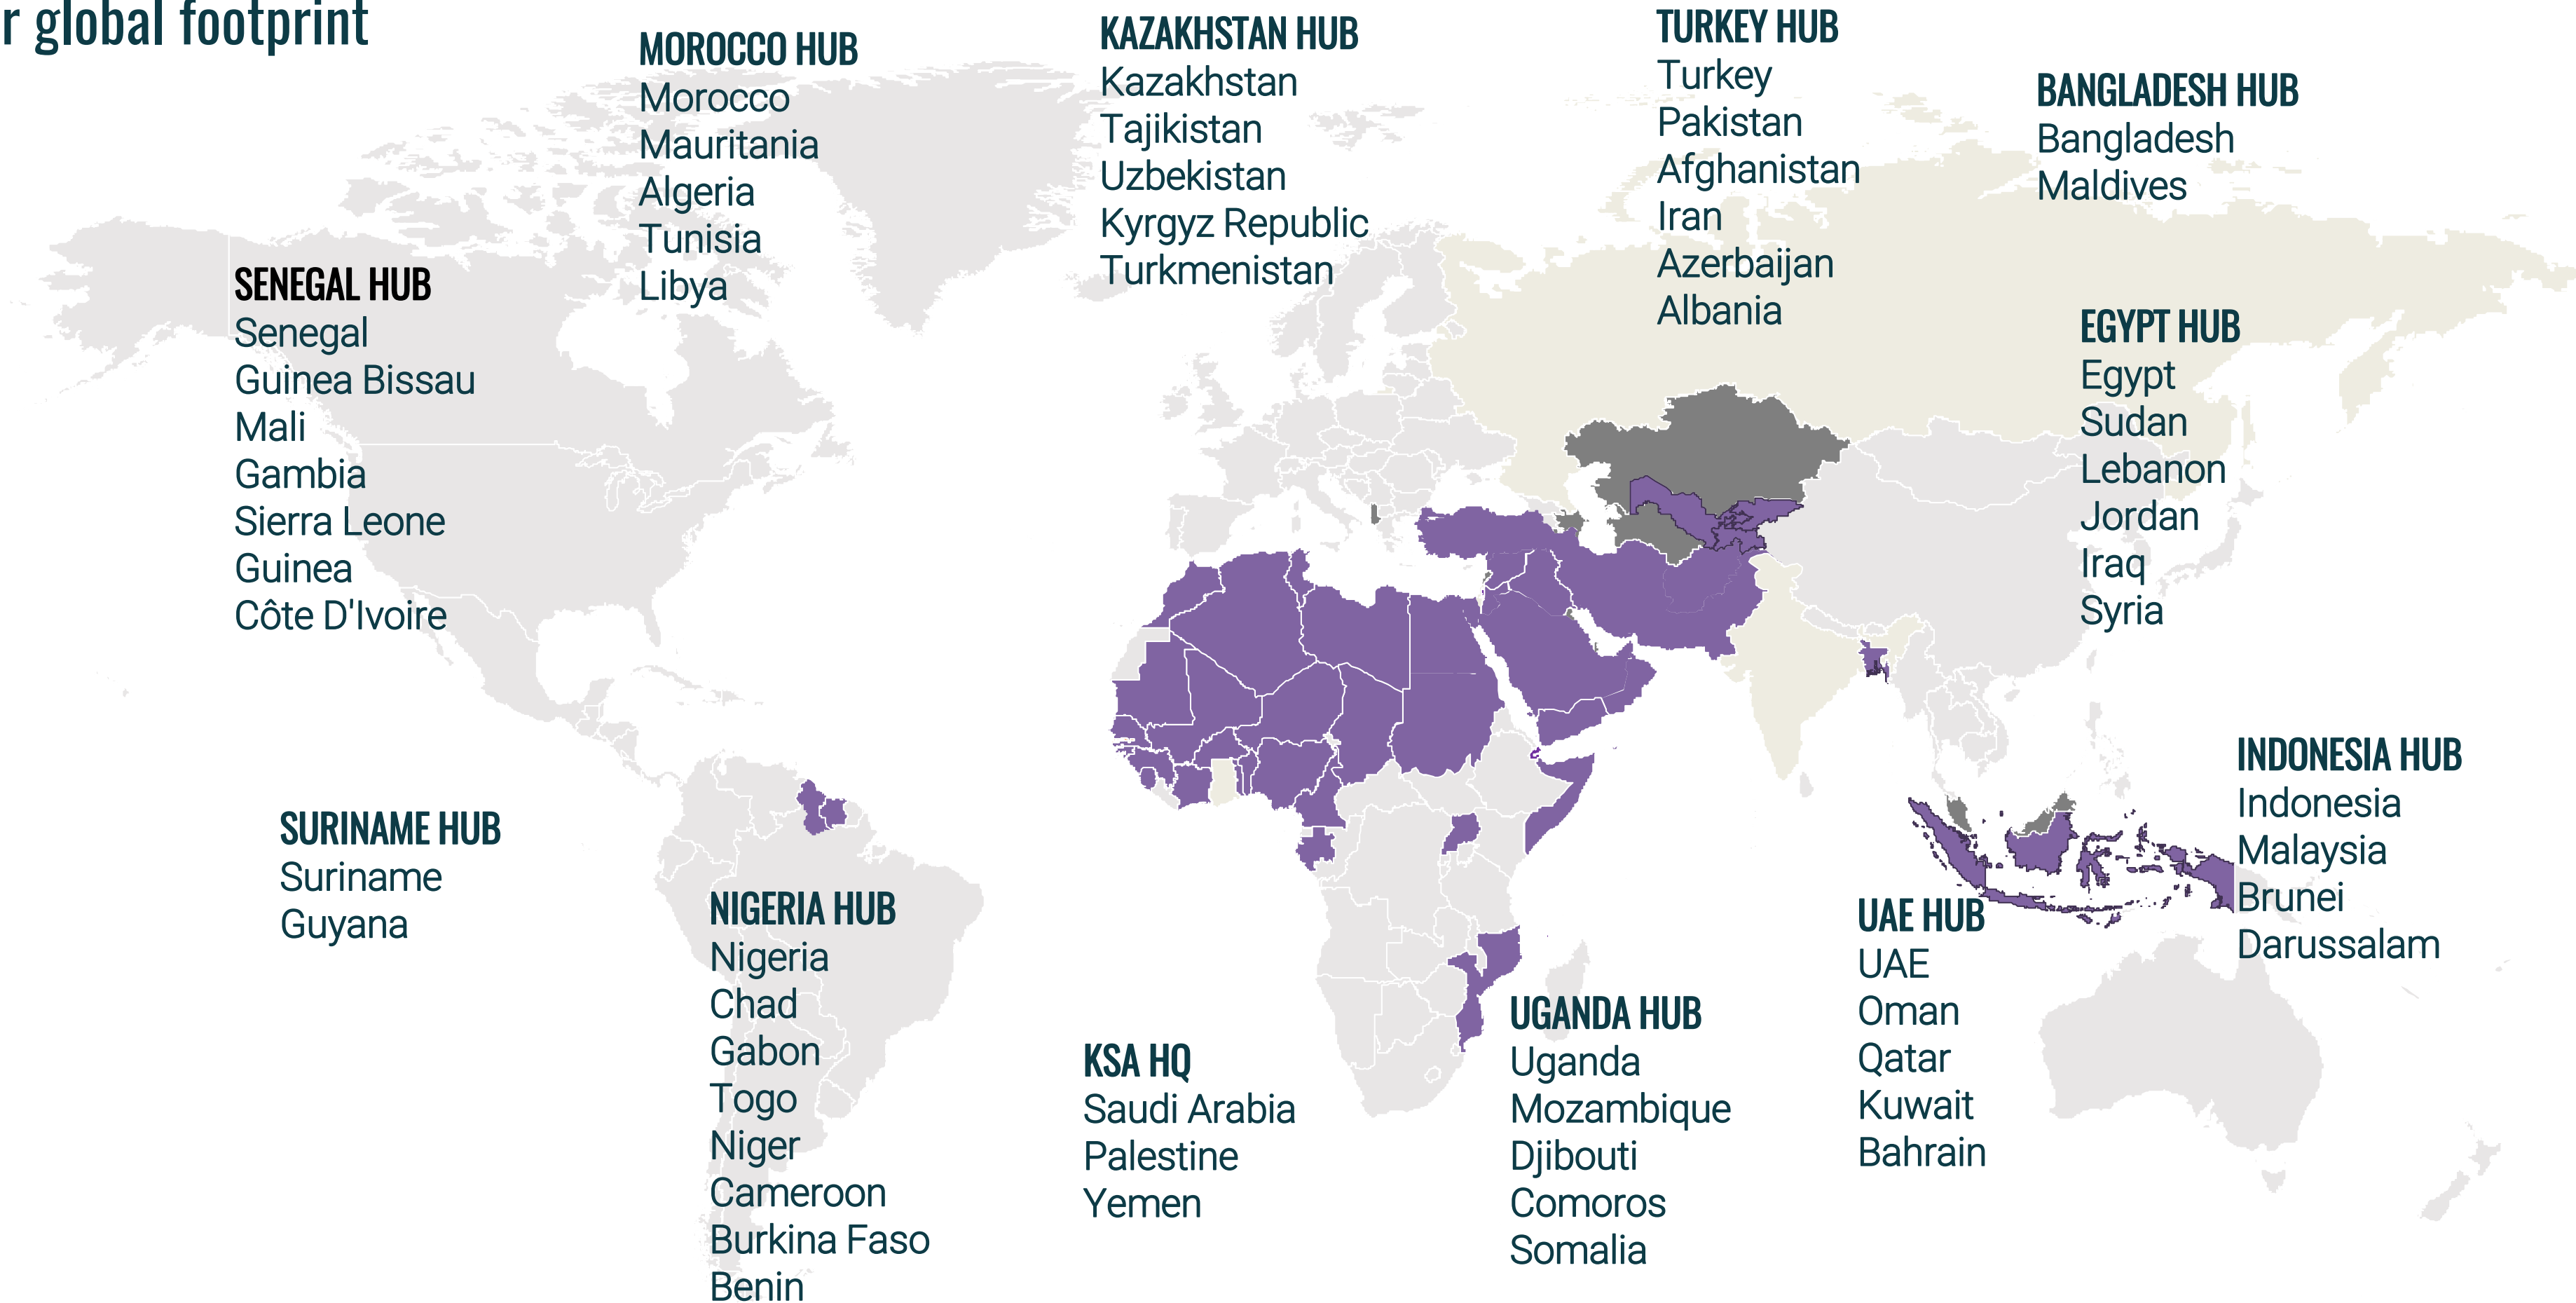 r global footprint
MOROCCO HUB
Morocco
Mauritania
Algeria
Tunisia
Libya
KAZAKHSTAN HUB
Kazakhstan
Tajikistan
Uzbekistan
Kyrgyz Republic
Turkmenistan
TURKEY HUB
Turkey
Pakistan
Afghanistan
Iran
Azerbaijan
Albania
BANGLADESH HUB
Bangladesh
Maldives
SENEGAL HUB
Senegal
Guinea Bissau
Mali
Gambia
Sierra Leone
Guinea
Côte D'Ivoire
EGYPT HUB
Egypt
Sudan
Lebanon
Jordan
Iraq
Syria
SURINAME HUB
Suriname
Guyana
NIGERIA HUB
Nigeria
Chad
Gabon
Togo
Niger
Cameroon
Burkina Faso
Benin
KSA HQ
Saudi Arabia
Palestine
Yemen
UGANDA HUB
Uganda
Mozambique
Djibouti
Comoros
Somalia
UAE HUB
UAE
Oman
Qatar
Kuwait
Bahrain
INDONESIA HUB
Indonesia
Malaysia
Brunei
Darussalam